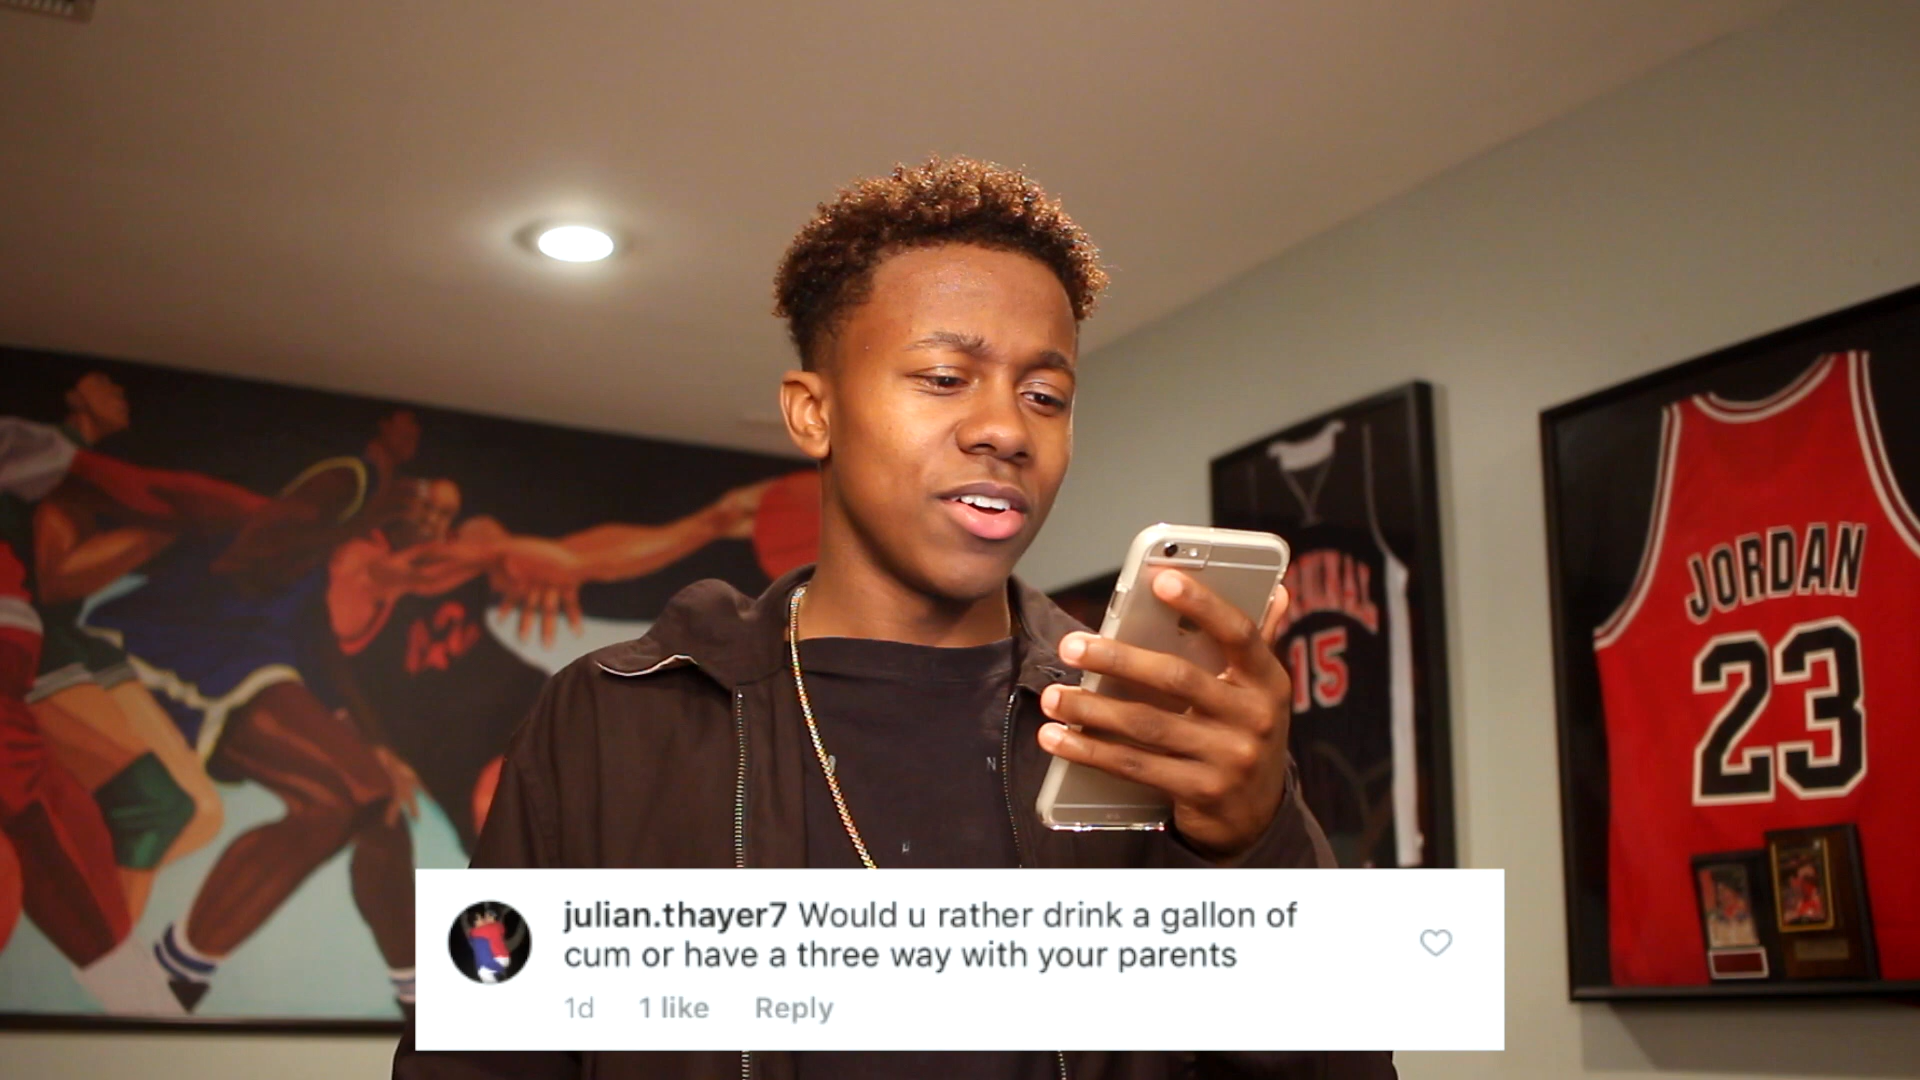 JORDAN
23
15
julian.thayer7 Would u rather drink a gallon of
cum or have a three way with your parents
1d 1 like Reply